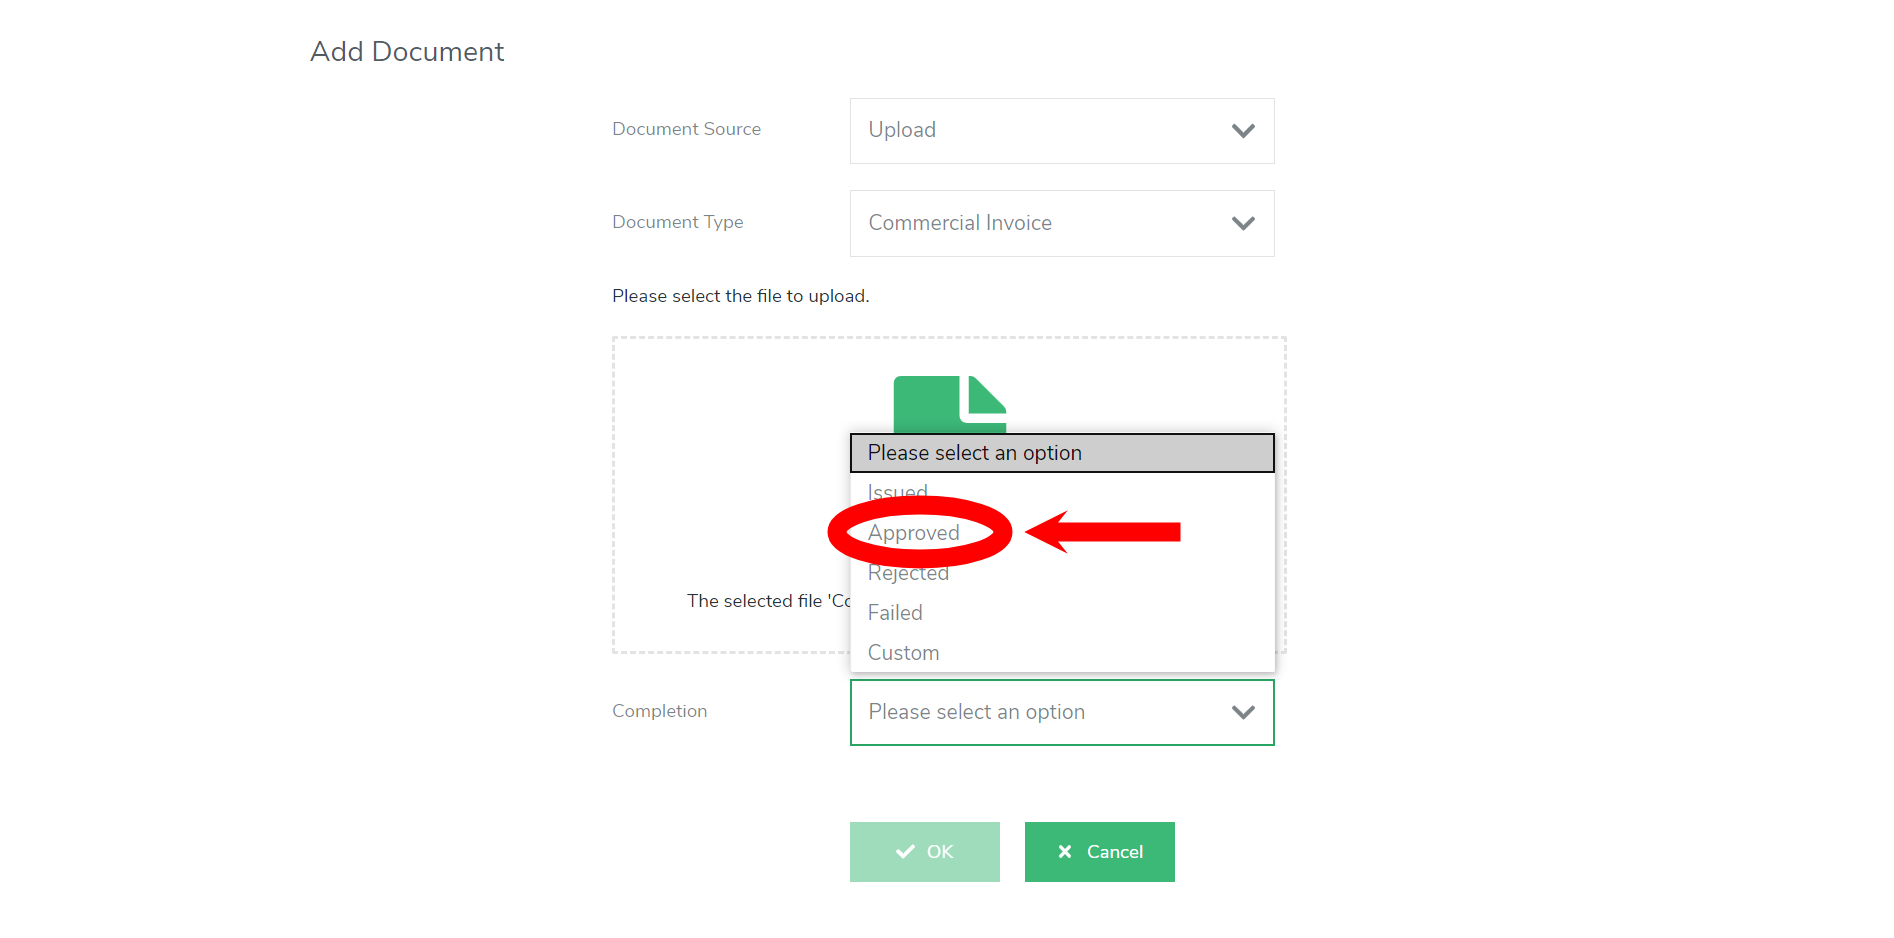 Add Document
Document Source
Upload
Document Type
Commercial Invoice
Please select the file to upload.
Please select an option
Issued
Approved
Rejected
The selected file
Failed
Custom
Completion
Please select an option
OK
Cancel